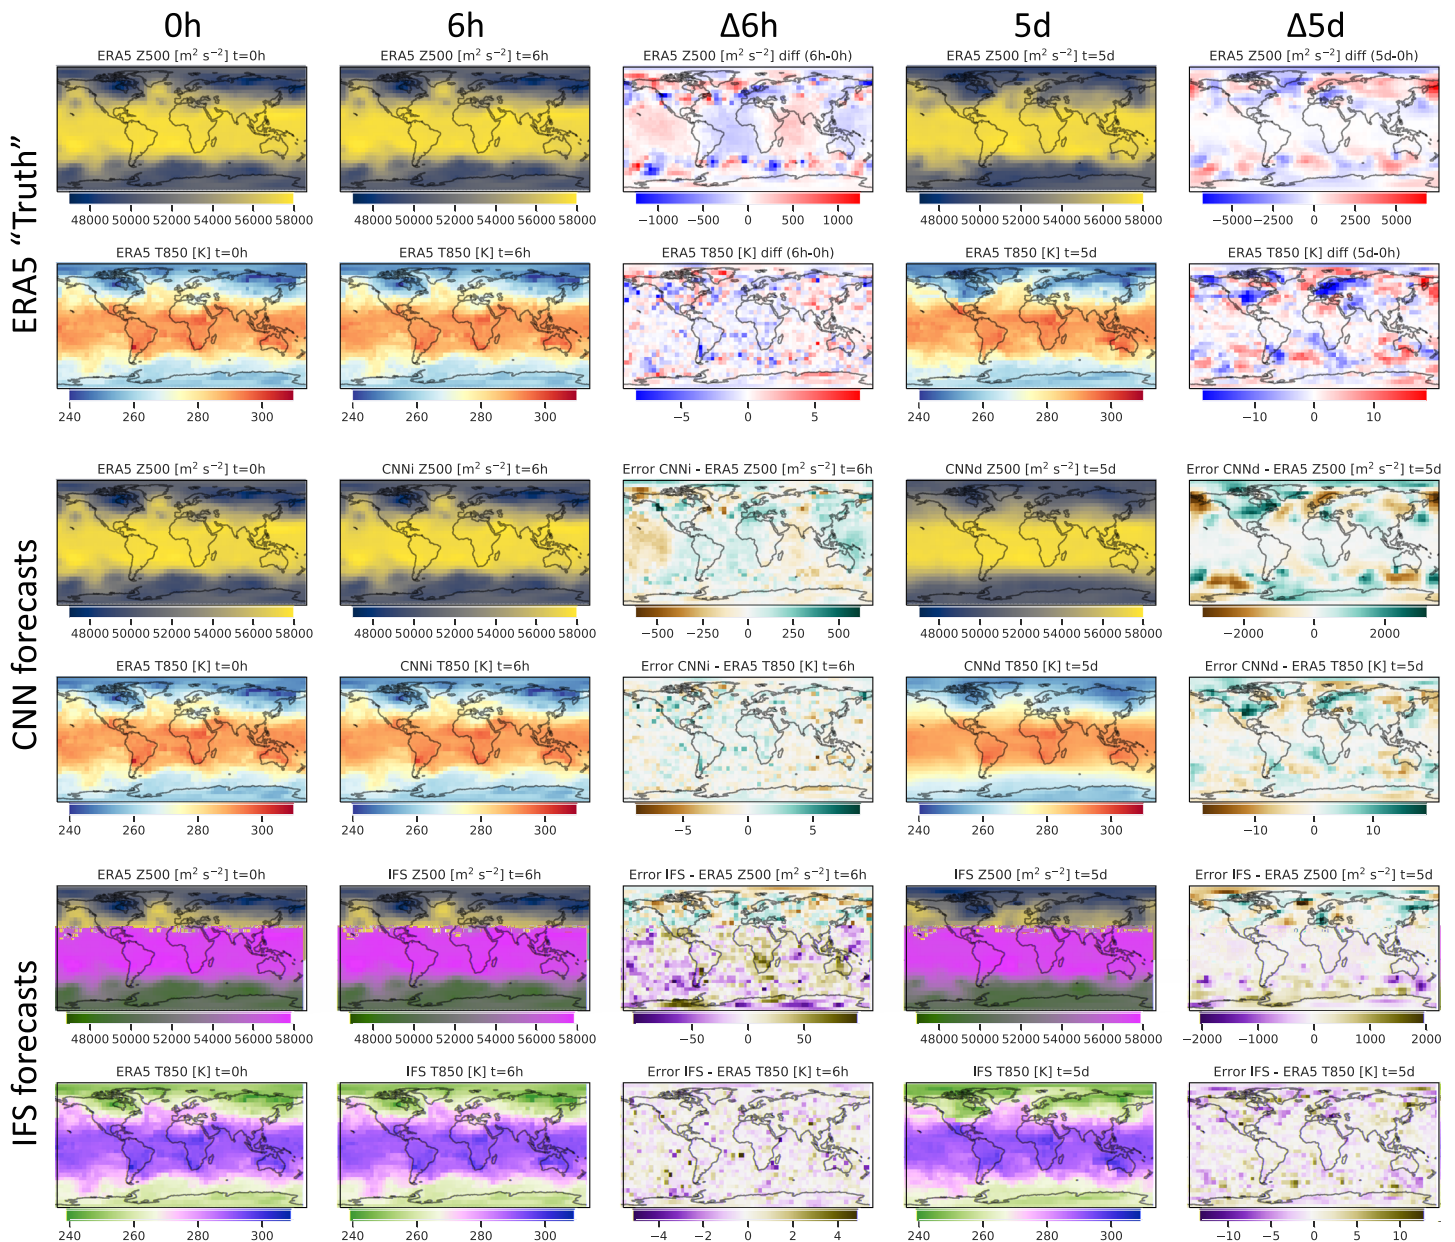 0h 6h Δ6h 5d Δ5d
ERA5 “Truth”
ERA5 Z500 [m² s⁻²] t=0h
48000 50000 52000 54000 56000 58000
ERA5 Z500 [m² s⁻²] t=6h
48000 50000 52000 54000 56000 58000
ERA5 Z500 [m² s⁻²] diff (6h-0h)
−1000 −500 0 500 1000
ERA5 Z500 [m² s⁻²] t=5d
48000 50000 52000 54000 56000 58000
ERA5 Z500 [m² s⁻²] diff (5d-0h)
−5000 −2500 0 2500 5000
ERA5 T850 [K] t=0h
240 260 280 300
ERA5 T850 [K] t=6h
240 260 280 300
ERA5 T850 [K] diff (6h-0h)
−5 0 5
ERA5 T850 [K] t=5d
240 260 280 300
ERA5 T850 [K] diff (5d-0h)
−10 0 10
CNN forecasts
ERA5 Z500 [m² s⁻²] t=0h
48000 50000 52000 54000 56000 58000
CNNi Z500 [m² s⁻²] t=6h
48000 50000 52000 54000 56000 58000
Error CNNi - ERA5 Z500 [m² s⁻²] t=6h
−500 −250 0 250 500
CNNd Z500 [m² s⁻²] t=5d
48000 50000 52000 54000 56000 58000
Error CNNd - ERA5 Z500 [m² s⁻²] t=5d
−2000 0 2000
ERA5 T850 [K] t=0h
240 260 280 300
CNNi T850 [K] t=6h
240 260 280 300
Error CNNi - ERA5 T850 [K] t=6h
−5 0 5
CNNd T850 [K] t=5d
240 260 280 300
Error CNNd - ERA5 T850 [K] t=5d
−10 0 10
IFS forecasts
ERA5 Z500 [m² s⁻²] t=0h
48000 50000 52000 54000 56000 58000
IFS Z500 [m² s⁻²] t=6h
48000 50000 52000 54000 56000 58000
Error IFS - ERA5 Z500 [m² s⁻²] t=6h
−50 0 50
IFS Z500 [m² s⁻²] t=5d
48000 50000 52000 54000 56000 58000
Error IFS - ERA5 Z500 [m² s⁻²] t=5d
−2000 −1000 0 1000 2000
ERA5 T850 [K] t=0h
240 260 280 300
IFS T850 [K] t=6h
240 260 280 300
Error IFS - ERA5 T850 [K] t=6h
−4 −2 0 2 4
IFS T850 [K] t=5d
240 260 280 300
Error IFS - ERA5 T850 [K] t=5d
−10 −5 0 5 10